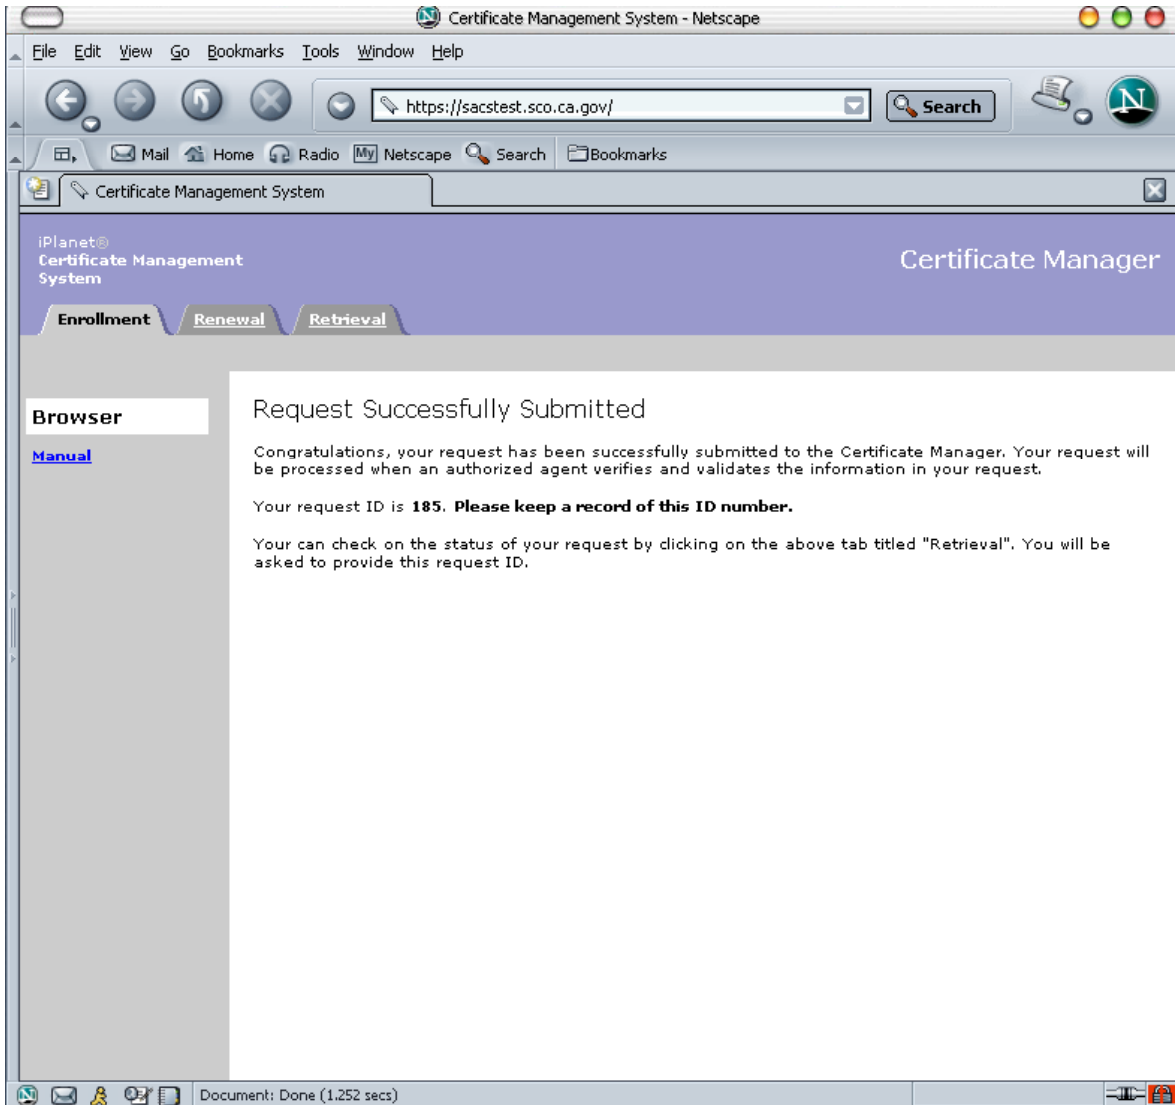 Certificate Management System - Netscape
File Edit View Go Bookmarks Tools Window Help
https://sacstest.sco.ca.gov/ Search N
Mail Home Radio My Netscape Search Bookmarks
Certificate Management System
iPlanet®
Certificate Management
System
Certificate Manager
Enrollment Renewal Retrieval
Browser
Manual
Request Successfully Submitted
Congratulations, your request has been successfully submitted to the Certificate Manager. Your request will
be processed when an authorized agent verifies and validates the information in your request.
Your request ID is 185. Please keep a record of this ID number.
Your can check on the status of your request by clicking on the above tab titled "Retrieval". You will be
asked to provide this request ID.
Document: Done (1.252 secs)